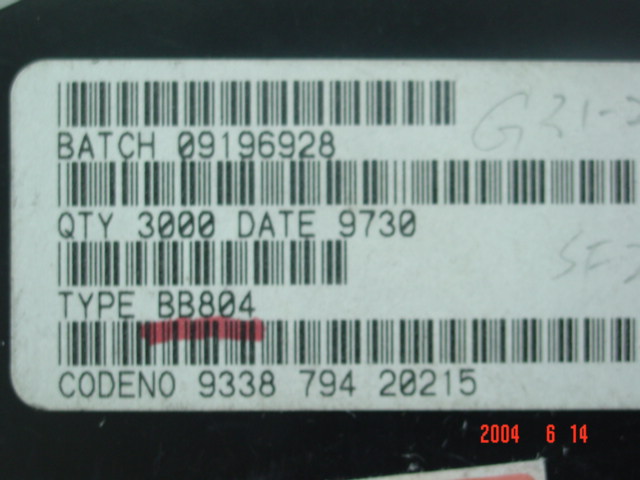 BATCH 09196928
QTY 3000 DATE 9730
TYPE BB804
CODENO 9338 794 20215
2004 6 14